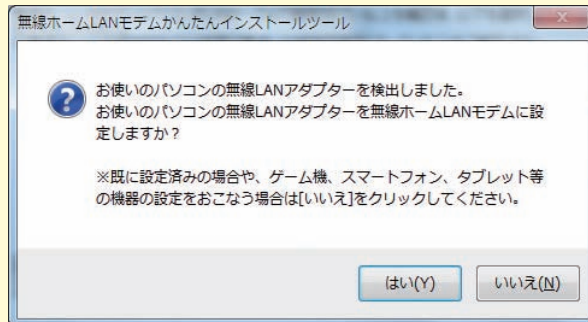 無線ホームLANモデムかんたんインストールツール
お使いのパソコンの無線LANアダプターを検出しました。
お使いのパソコンの無線LANアダプターを無線ホームLANモデムに設
定しますか？
※既に設定済みの場合や、ゲーム機、スマートフォン、タブレット等
の機器の設定をおこなう場合は[いいえ]をクリックしてください。
はい(Y)
いいえ(N)